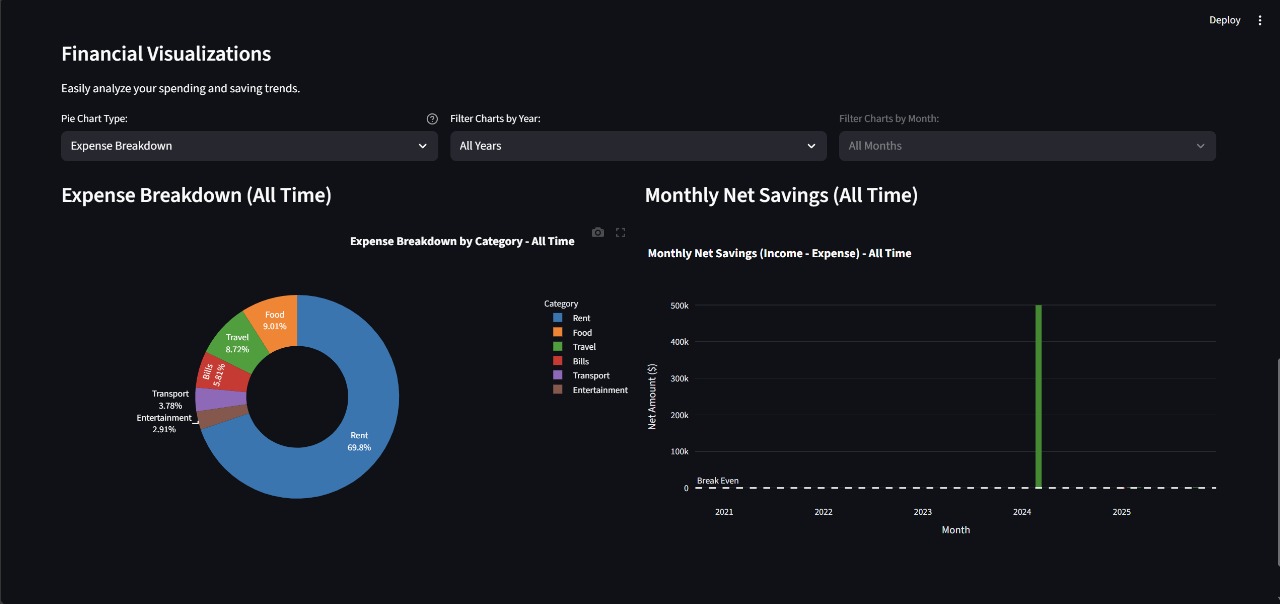 Deploy
Financial Visualizations
Easily analyze your spending and saving trends.
Pie Chart Type:
Filter Charts by Year:
Filter Charts by Month:
Expense Breakdown
All Years
All Months
Expense Breakdown (All Time)
Monthly Net Savings (All Time)
Expense Breakdown by Category - All Time
Food
9.01%
Travel
8.72%
Bills
5.81%
Transport
3.78%
Entertainment
2.91%
Rent
69.8%
Category
Rent
Food
Travel
Bills
Transport
Entertainment
Monthly Net Savings (Income - Expense) - All Time
Net Amount ($)
500k
400k
300k
200k
100k
0
Break Even
2021
2022
2023
2024
2025
Month